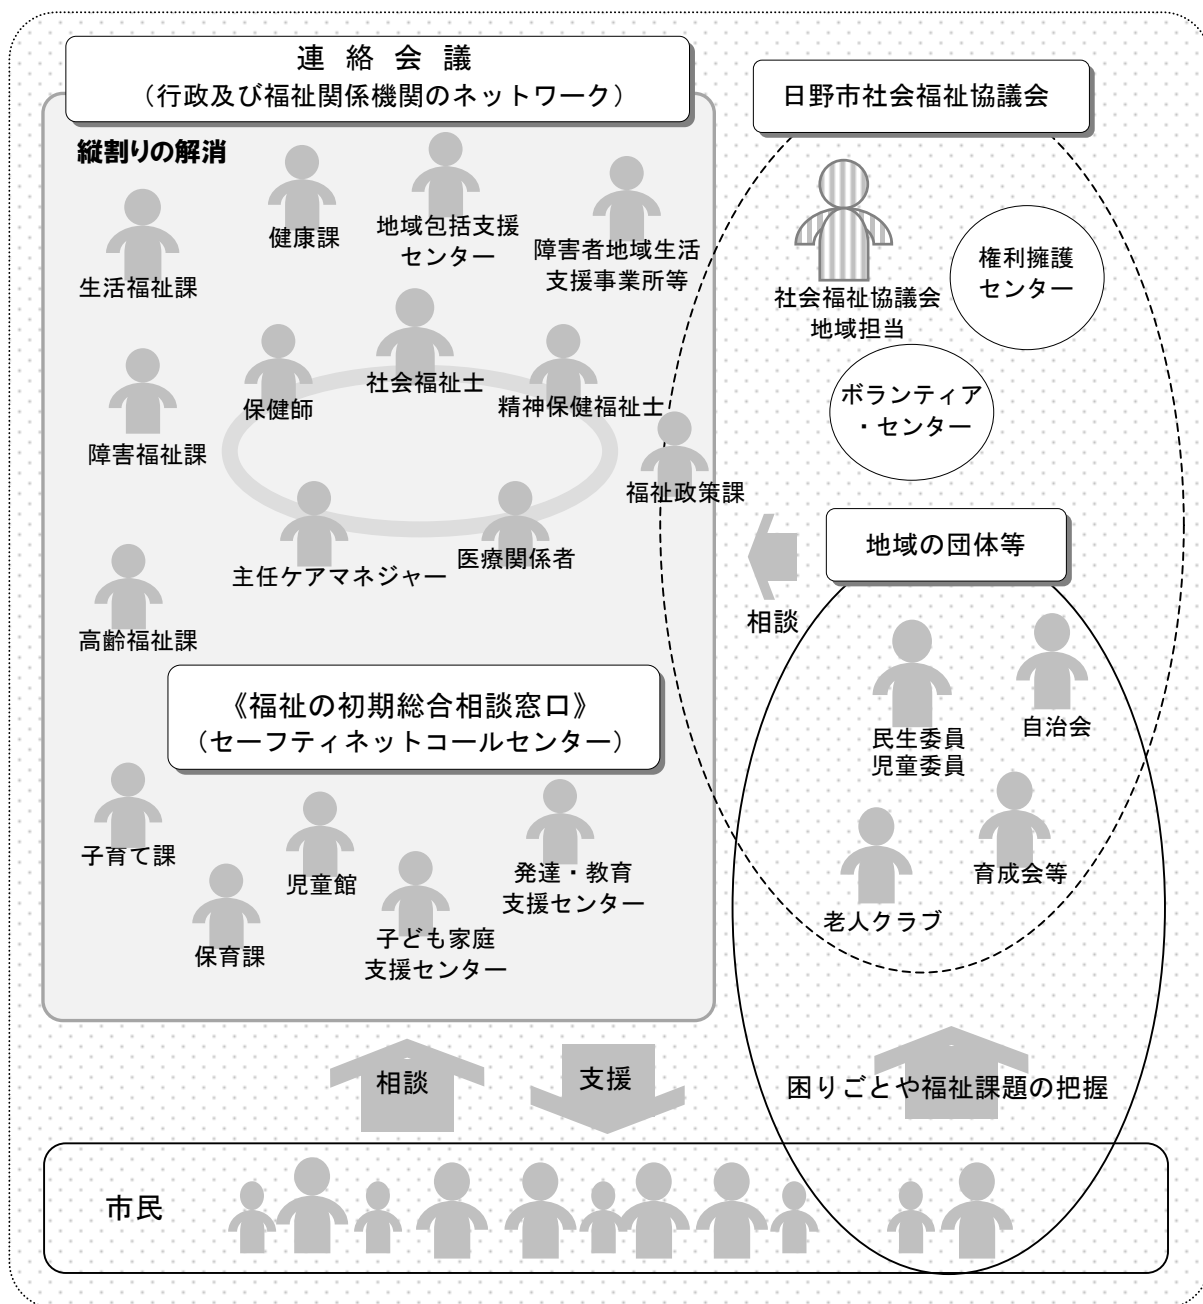 連絡会議
（行政及び福祉関係機関のネットワーク）
縦割りの解消
生活福祉課
健康課
地域包括支援
センター
障害者地域生活
支援事業所等
障害福祉課
保健師
社会福祉士
精神保健福祉士
福祉政策課
主任ケアマネジャー
医療関係者
高齢福祉課
《福祉の初期総合相談窓口》
（セーフティネットコールセンター）
子育て課
保育課
児童館
子ども家庭
支援センター
発達・教育
支援センター
日野市社会福祉協議会
社会福祉協議会
地域担当
権利擁護
センター
ボランティア
・センター
相談
地域の団体等
民生委員
児童委員
自治会
老人クラブ
育成会等
相談
支援
困りごとや福祉課題の把握
市民